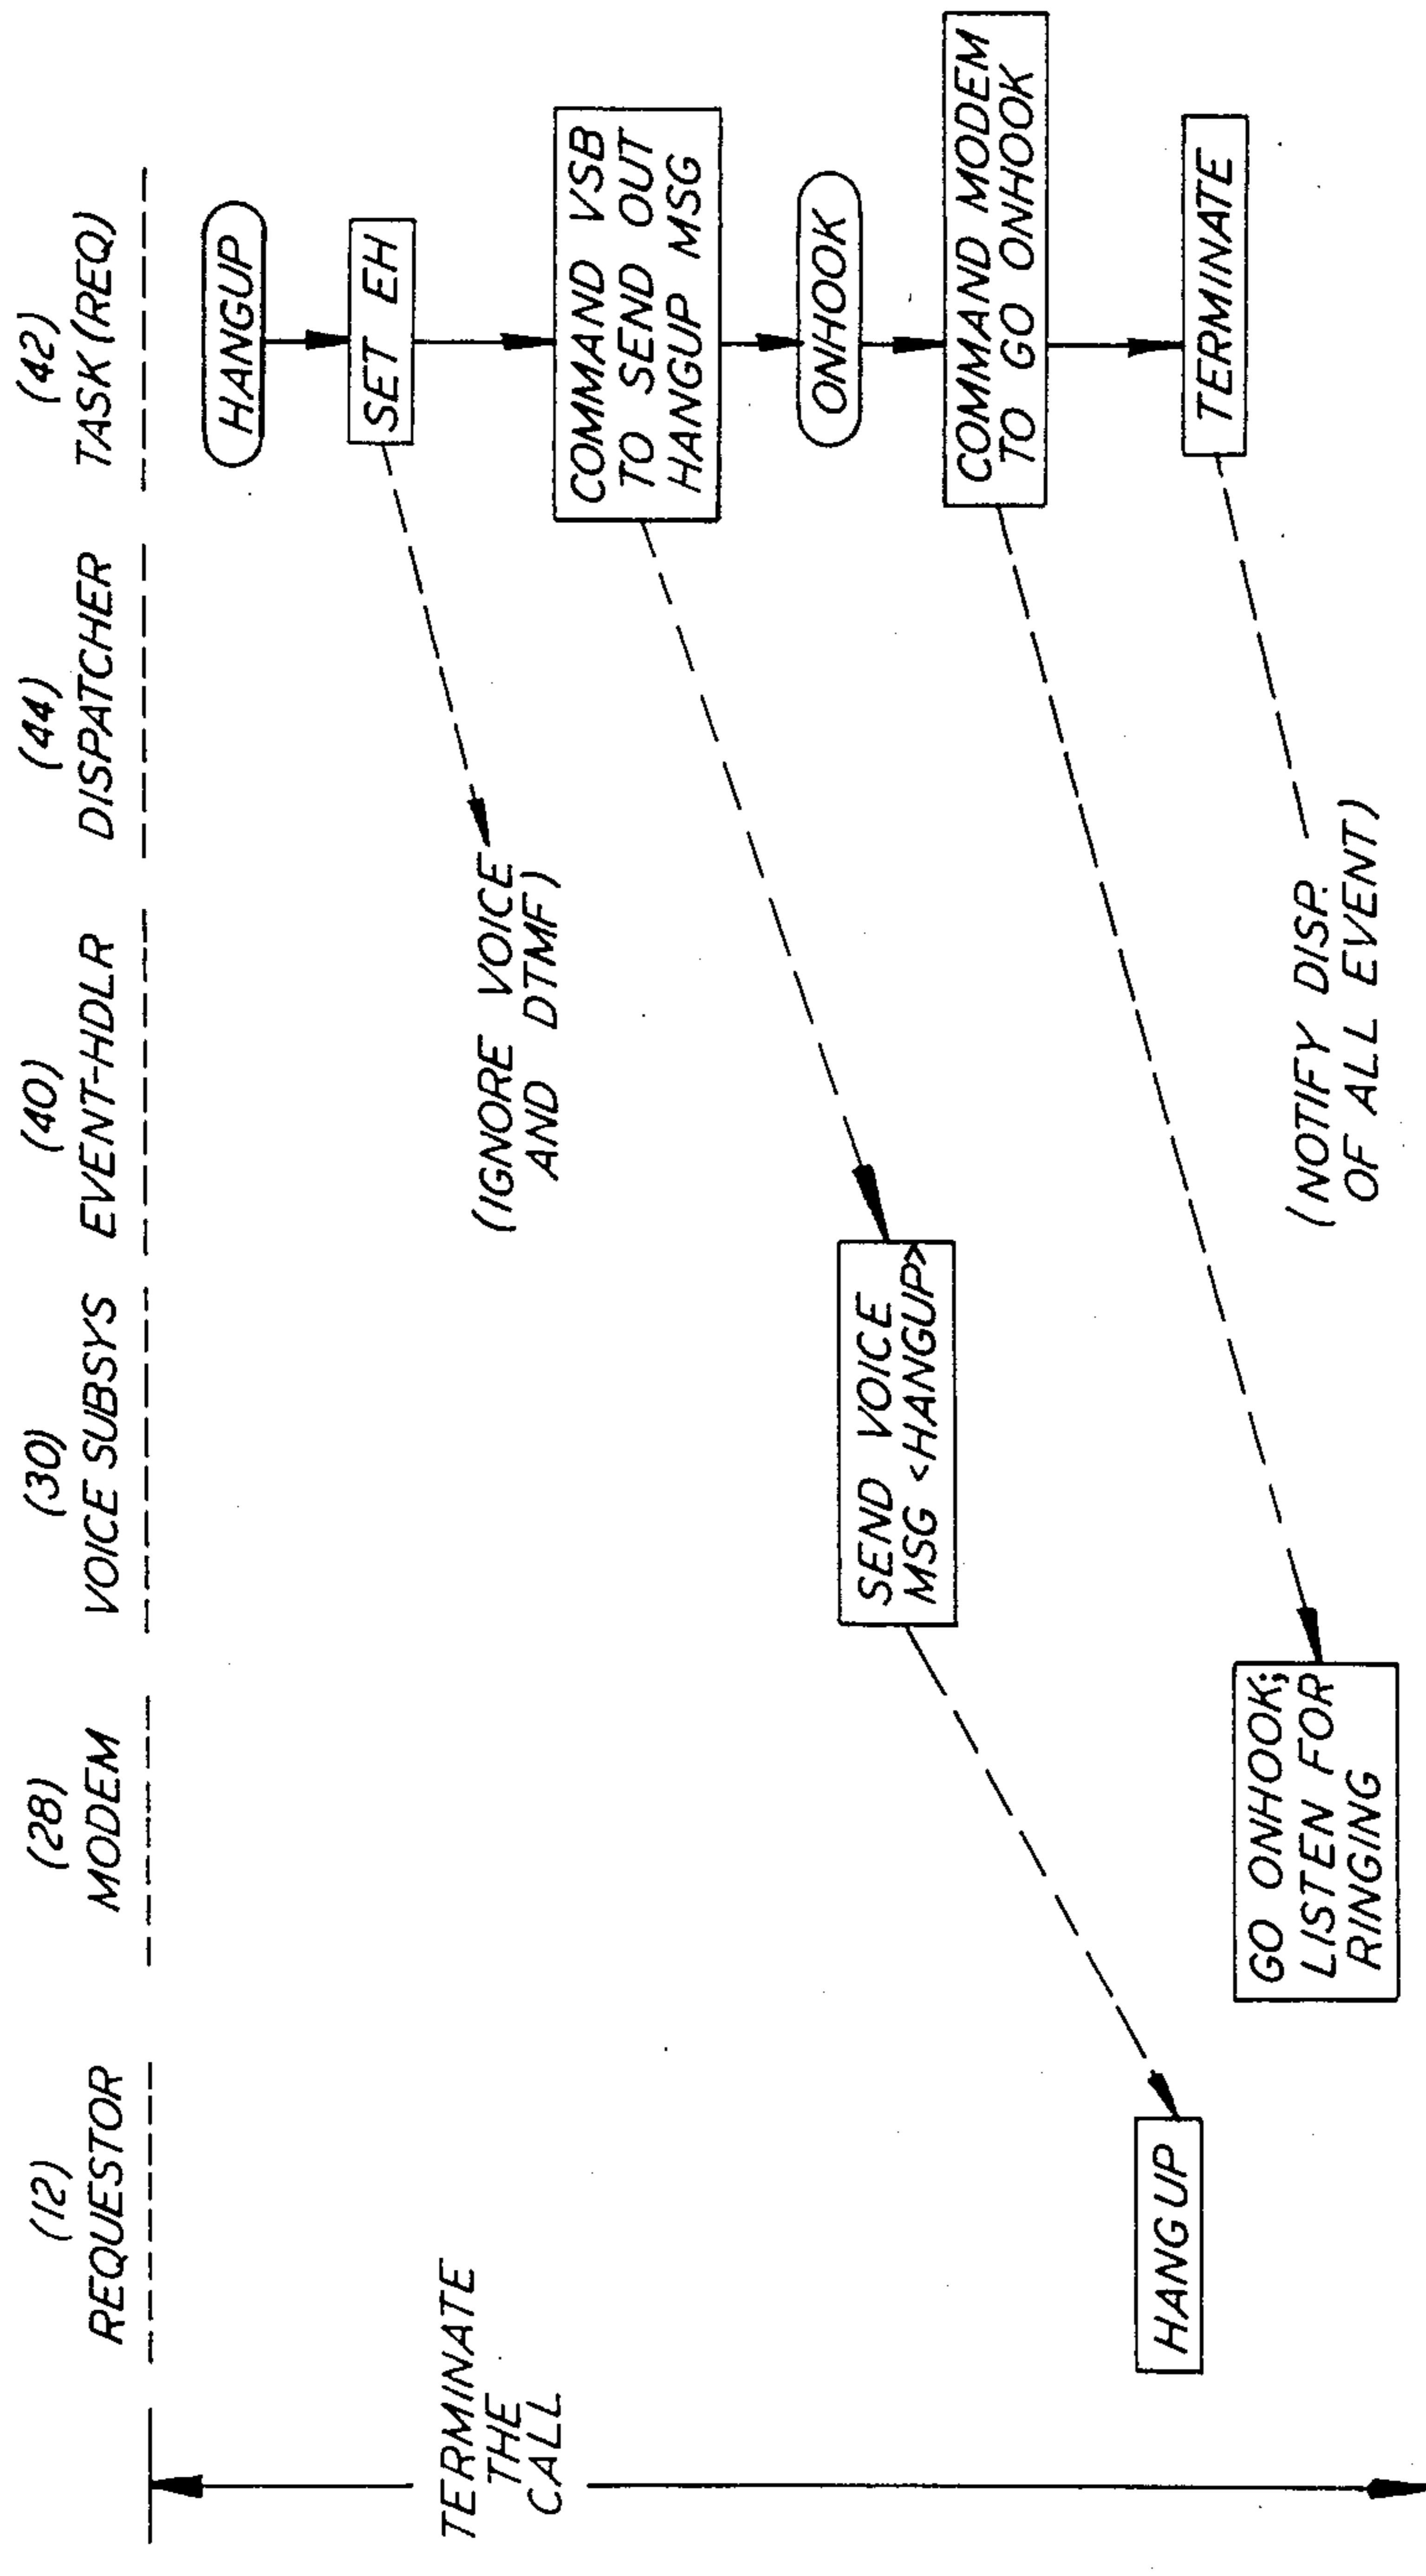 (12)
REQUESTOR
(28)
MODEM
(30)
VOICE SUBSYS
(40)
EVENT-HDLR
(44)
DISPATCHER
(42)
TASK(REQ)
TERMINATE
THE
CALL
HANGUP
SET EH
(IGNORE VOICE
AND DTMF)
COMMAND VSB
TO SEND OUT
HANGUP MSG
ONHOOK
SEND VOICE
MSG <HANGUP>
COMMAND MODEM
TO GO ONHOOK
HANGUP
TERMINATE
GO ONHOOK;
LISTEN FOR
RINGING
(NOTIFY DISP.
OF ALL EVENT)